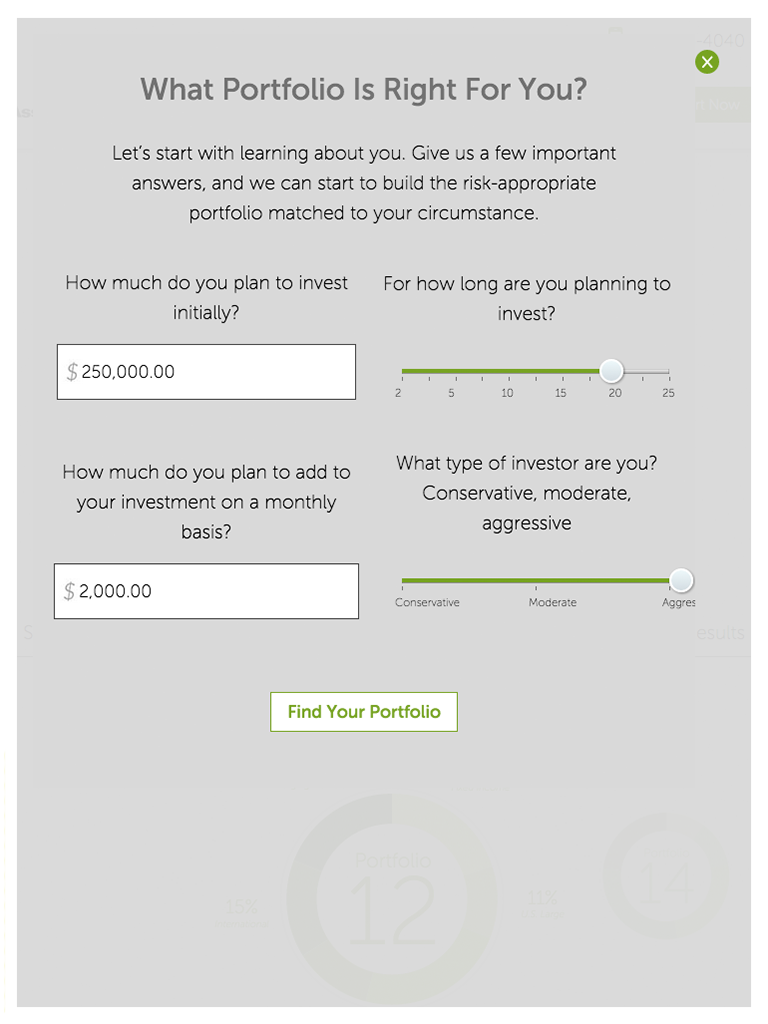 4040
What Portfolio Is Right For You?
Let's start with learning about you. Give us a few important
answers, and we can start to build the risk-appropriate
portfolio matched to your circumstance.
How much do you plan to invest
initially?
$ 250,000.00
For how long are you planning to
invest?
2 5 10 15 20 25
How much do you plan to add to
your investment on a monthly
basis?
$ 2,000.00
What type of investor are you?
Conservative, moderate,
aggressive
Conservative Moderate Aggres
esults
Find Your Portfolio
Portfolio
12
15%
11%
14